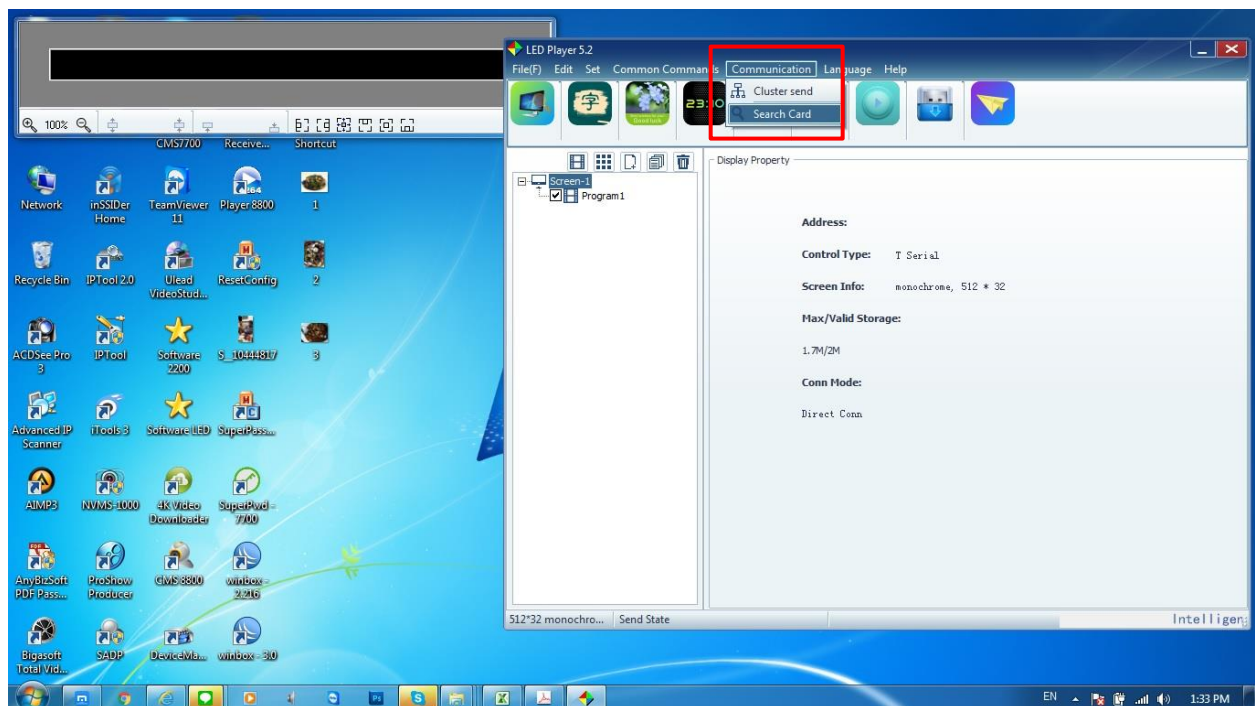 LED Player 5.2
File(F) Edit Set Common Commands Communication Language Help
Cluster send
Search Card
23:00
字
100%
Display Property
Screen-1
Program1
Address:
Control Type: T Serial
Screen Info: monochrome, 512 * 32
Max/Valid Storage:
1.7M/2M
Conn Mode:
Direct Conn
512*32 monochro... Send State
Intelligen
CMS7700 Receive... Shortcut
Network inSSIDer Home TeamViewer 11 Player 8800 1
Recycle Bin IPTool 2.0 Ulead VideoStud... ResetConfig 2
ACDSee Pro 3 IPTool Software 2200 S_10444817 3
Advanced IP Scanner iTools 3 Software LED SuperPass...
AIMP3 NVMS-1000 4K Video Downloader SuperPwd - 7700
AnyBizSoft PDF Pass... ProShow Producer CMS 8800 winbox - 2.216
Bigasoft Total Vid... SADP DeviceMa... winbox - 3.0
EN 1:33 PM